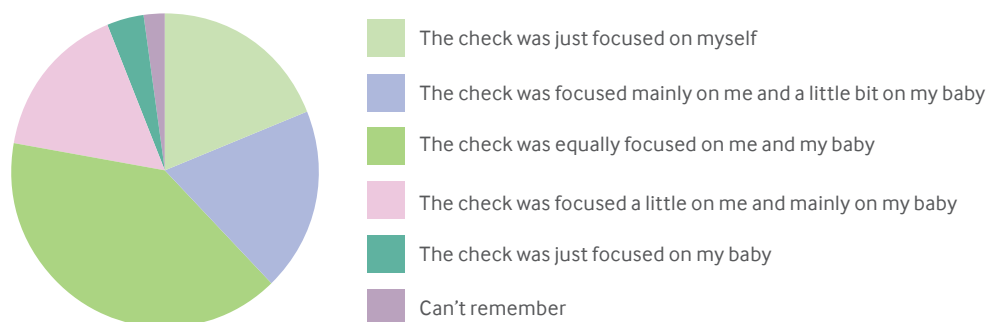 The check was just focused on myself
The check was focused mainly on me and a little bit on my baby
The check was equally focused on me and my baby
The check was focused a little on me and mainly on my baby
The check was just focused on my baby
Can’t remember